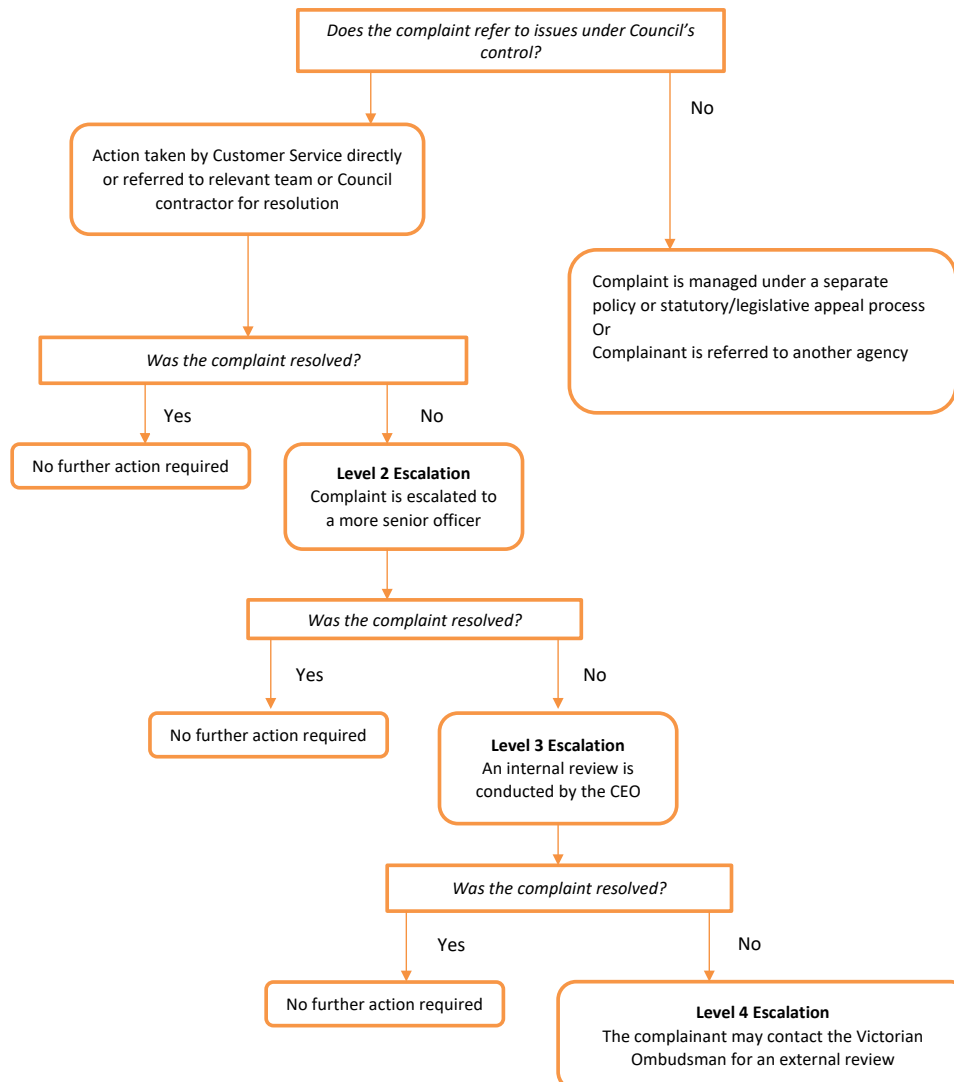 Does the complaint refer to issues under Council’s
control?
No
Action taken by Customer Service directly
or referred to relevant team or Council
contractor for resolution
Complaint is managed under a separate
policy or statutory/legislative appeal process
Or
Complainant is referred to another agency
Was the complaint resolved?
Yes
No
No further action required
Level 2 Escalation
Complaint is escalated to
a more senior officer
Was the complaint resolved?
Yes
No
No further action required
Level 3 Escalation
An internal review is
conducted by the CEO
Was the complaint resolved?
Yes
No
No further action required
Level 4 Escalation
The complainant may contact the Victorian
Ombudsman for an external review